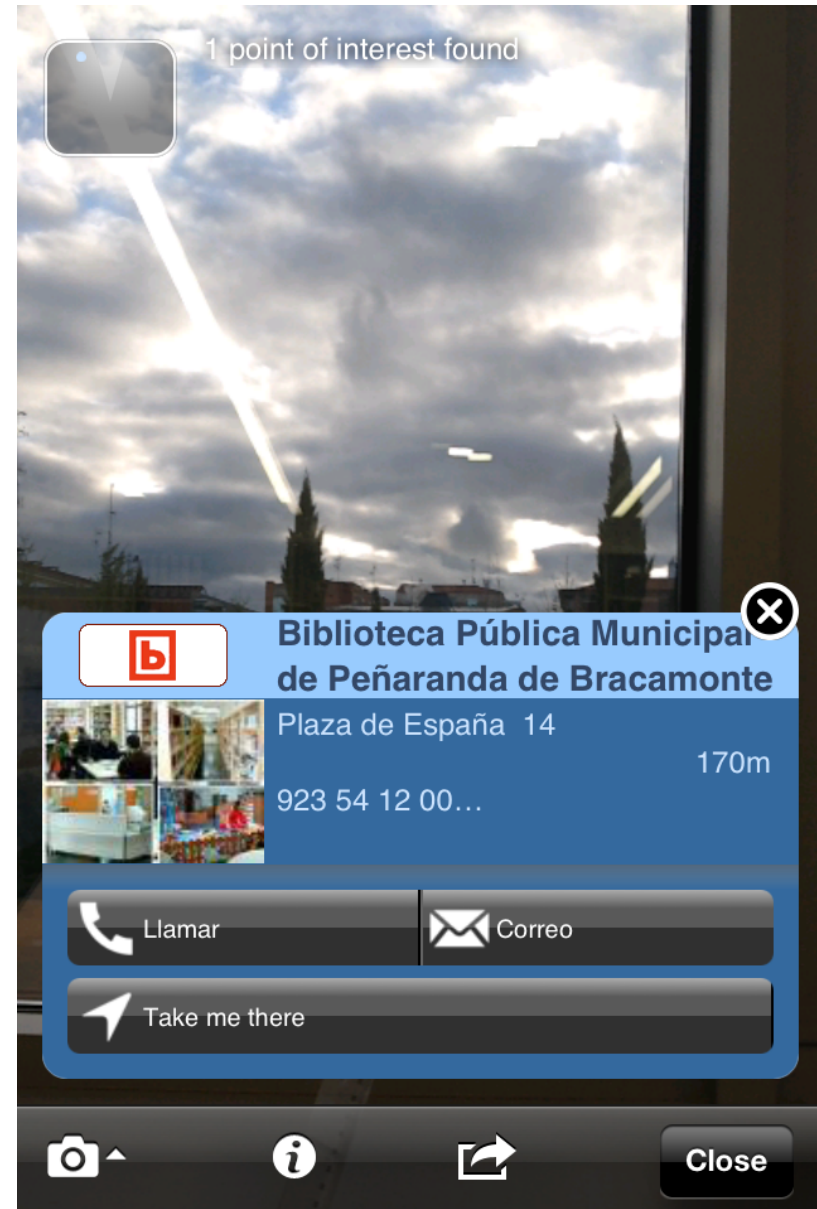 1 point of interest found
b
Biblioteca Pública Municipal
de Peñaranda de Bracamonte
Plaza de España 14
170m
923 54 12 00…
Llamar
Correo
Take me there
i
Close